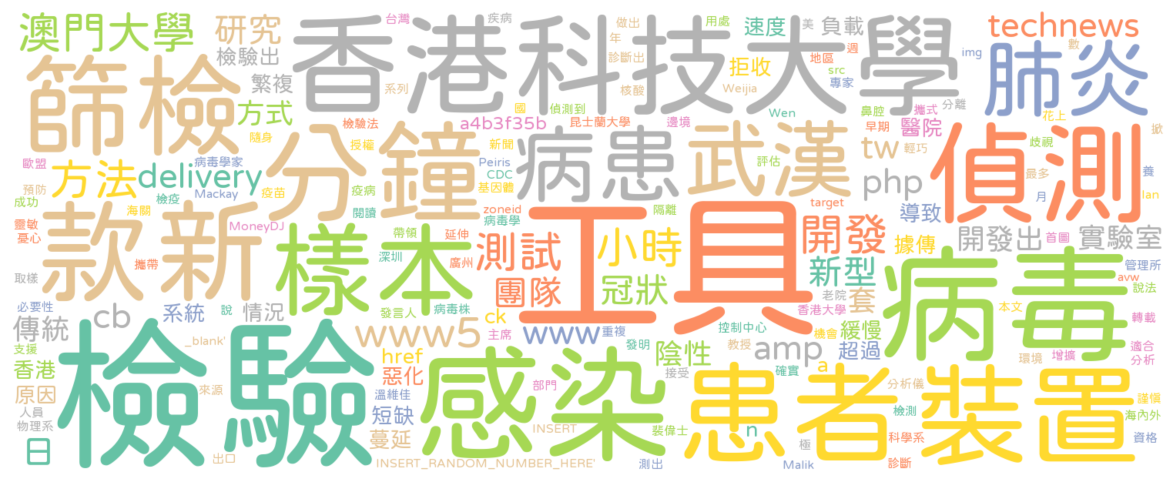 澳門大學
研究
台灣
疾病
做出
用處
速度
美
負載
週
數
technews
香港科技大學
檢驗出
年
診斷出
拒收
地區
img
肺炎
篩檢
繁複
系列
核酸
Weijia
src
專家
方式
隨身
檢驗法
國
偵測到
Wen
鼻腔
攜式
分離
花上
a4b3f35b
昆士蘭大學
邊境
早期
醫院
歧視
掀
分鐘
授權
新聞
病患
武漢
評估
tw
輕巧
偵測
歐盟
病毒學家
Peiris
CDC
基因體
方法
delivery
疫病
php
最多
養
預防
成功
檢疫
Mackay
疫苗
閱讀
zoneid
病毒學
隔離
target
導致
月
lan
海關
靈敏
憂心
MoneyDJ
帶領
延伸
小時
開發
據傳
開發出
首圖
實驗室
款新
樣本
測試
工具
攜帶
深圳
廣州
取樣
團隊
冠狀
新型
套
老院
病毒
管理所
avw
說法
必要性
系統
說
情況
發言人
病毒株
ck
香港大學
本文
轉載
傳統
cb
www5
主席
www
重複
發明
控制中心
機會
緩慢
_blank'
支援
香港
href
陰性
教授
amp
超過
環境
增擴
適合
分析
檢驗
惡化
感染
接受
確實
a
原因
來源
溫維佳
部門
患者
分析儀
裝置
謹慎
人員
短缺
檢測
海內外
物理系
蔓延
INSERT
裴偉士
n
極
科學系
資格
日
出口
INSERT_RANDOM_NUMBER_HERE'
測出
Malik
診斷